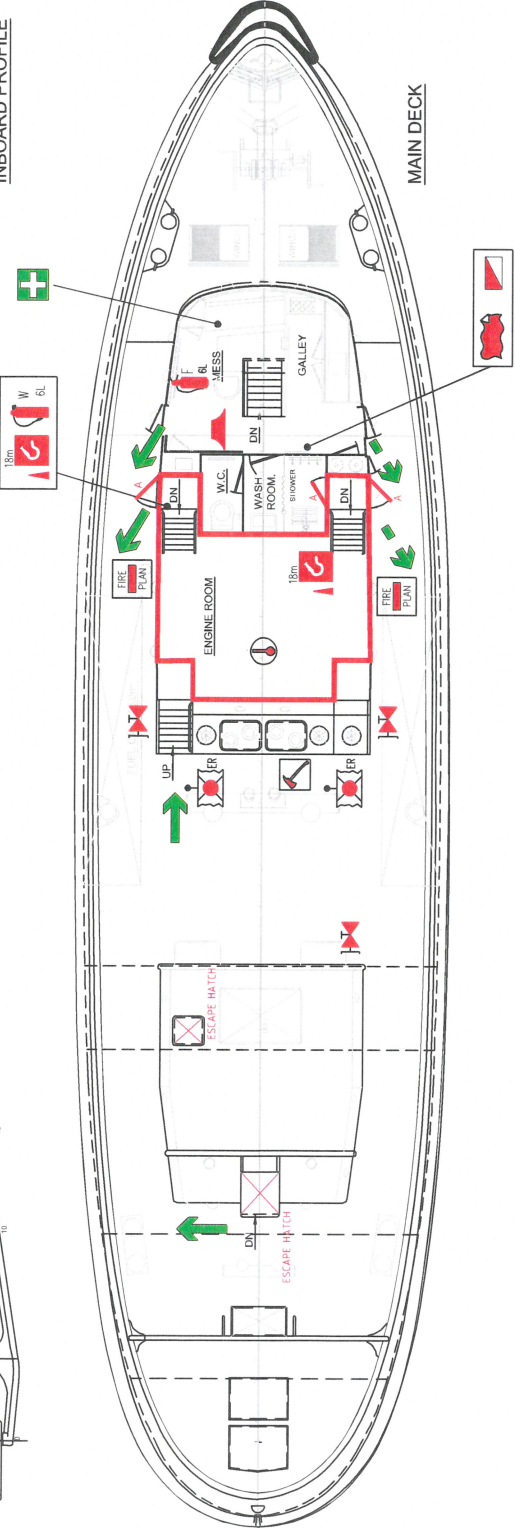 INBOARD PROFILE
MAIN DECK
10
18m
W
6L
F
6L
MESS
GALLEY
DN
W.C.
WASH
ROOM.
SHOWER
A
DN
A
DN
A
FIRE
PLAN
FIRE
PLAN
ENGINE ROOM
18m
UP
ER
ER
ESCAPE HATCH
DN
ESCAPE HATCH